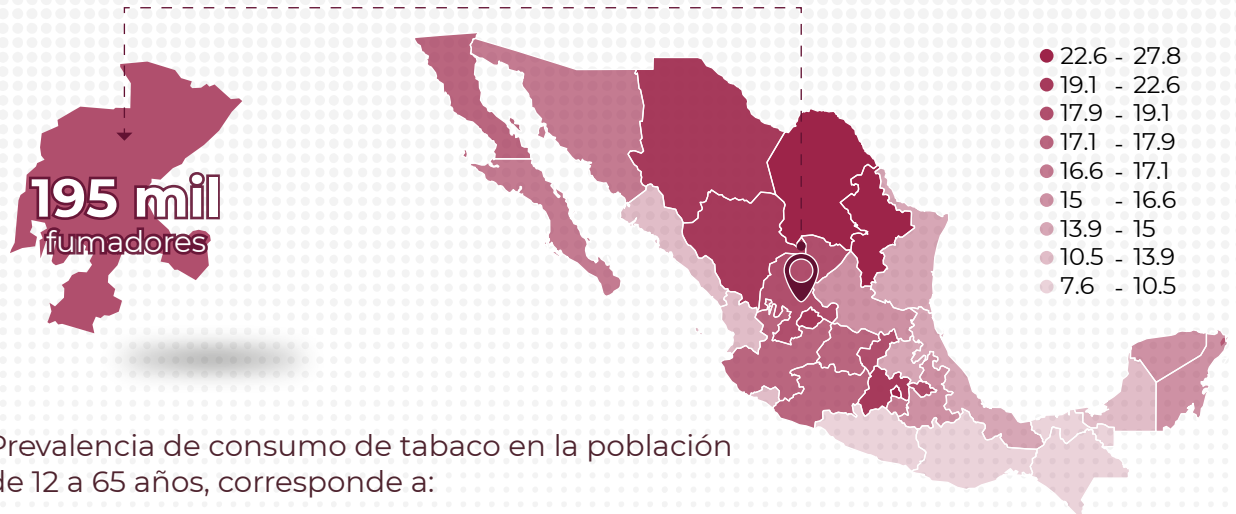 22.6 - 27.8
19.1 - 22.6
17.9 - 19.1
17.1 - 17.9
16.6 - 17.1
15 - 16.6
13.9 - 15
10.5 - 13.9
7.6 - 10.5
195 mil
fumadores
Prevalencia de consumo de tabaco en la población
de 12 a 65 años, corresponde a: